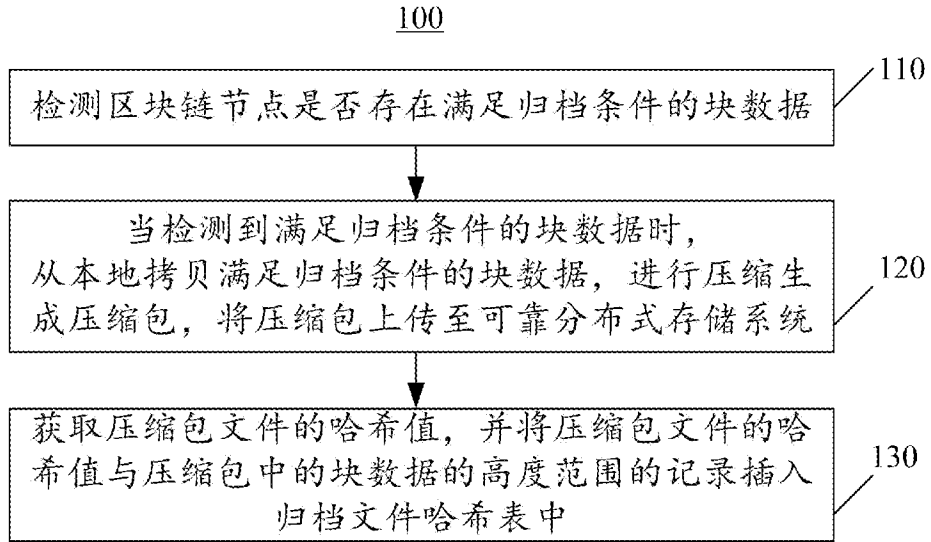 100
检测区块链节点是否存在满足归档条件的块数据
110
当检测到满足归档条件的块数据时，
从本地拷贝满足归档条件的块数据，进行压缩生
成压缩包，将压缩包上传至可靠分布式存储系统
120
获取压缩包文件的哈希值，并将压缩包文件的哈
希值与压缩包中的块数据的高度范围的记录插入
归档文件哈希表中
130